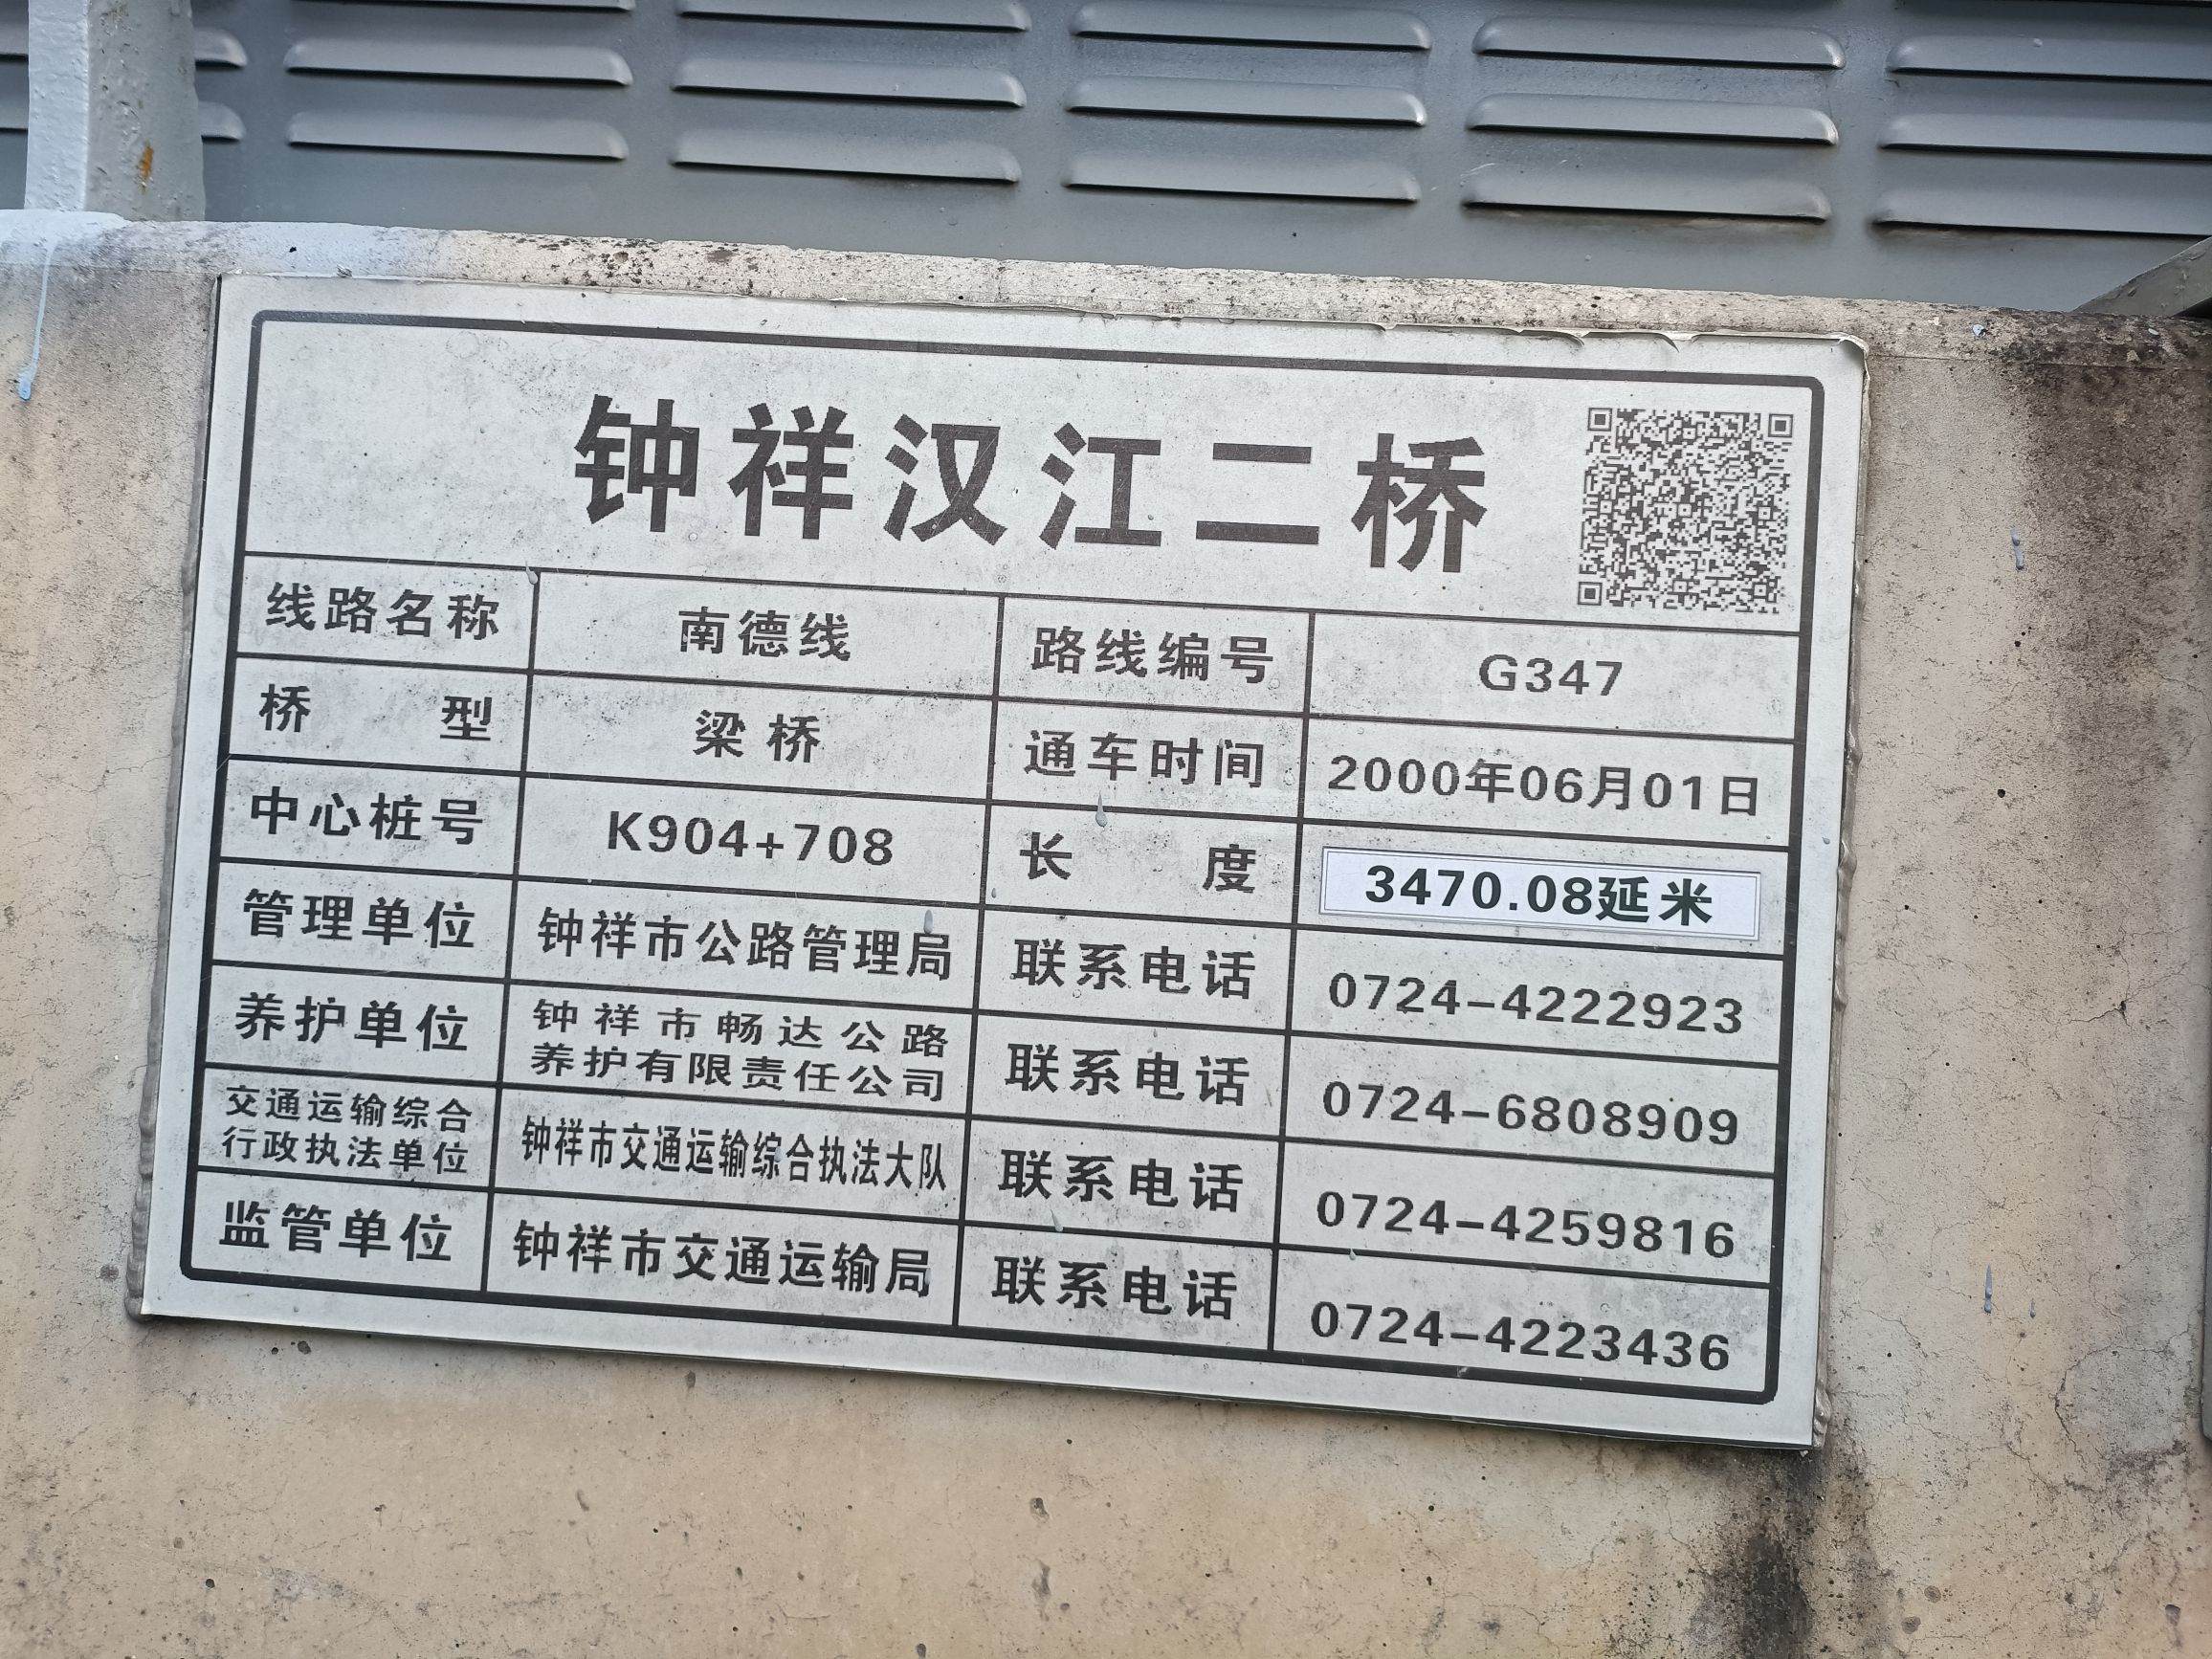 钟祥汉江二桥
线路名称 南德线 路线编号 G347
桥 型 梁桥 通车时间 2000年06月01日
中心桩号 K904+708 长 度 3470.08延米
管理单位 钟祥市公路管理局 联系电话 0724-4222923
养护单位 钟祥市畅达公路
养护有限责任公司 联系电话 0724-6808909
交通运输综合
行政执法单位 钟祥市交通运输综合执法大队 联系电话 0724-4259816
监管单位 钟祥市交通运输局 联系电话 0724-4223436